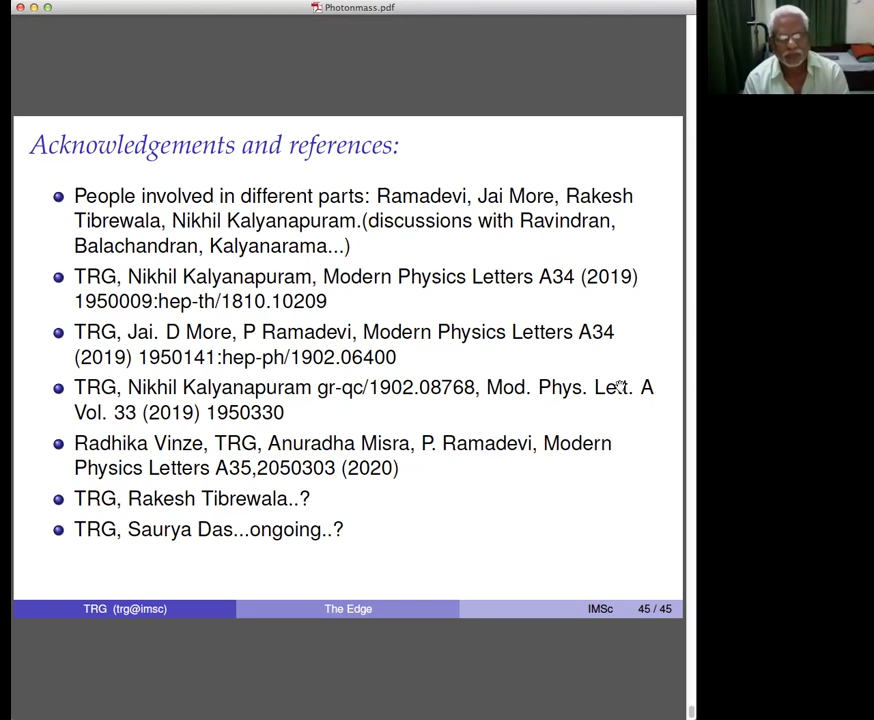 Photonmass.pdf
Acknowledgements and references:
People involved in different parts: Ramadevi, Jai More, Rakesh
Tibrewala, Nikhil Kalyanapuram.(discussions with Ravindran,
Balachandran, Kalyanarama...)
TRG, Nikhil Kalyanapuram, Modern Physics Letters A34 (2019)
1950009:hep-th/1810.10209
TRG, Jai. D More, P Ramadevi, Modern Physics Letters A34
(2019) 1950141:hep-ph/1902.06400
TRG, Nikhil Kalyanapuram gr-qc/1902.08768, Mod. Phys. Lett. A
Vol. 33 (2019) 1950330
Radhika Vinze, TRG, Anuradha Misra, P. Ramadevi, Modern
Physics Letters A35,2050303 (2020)
TRG, Rakesh Tibrewala..?
TRG, Saurya Das...ongoing..?
TRG (trg@imsc) The Edge IMSc 45 / 45